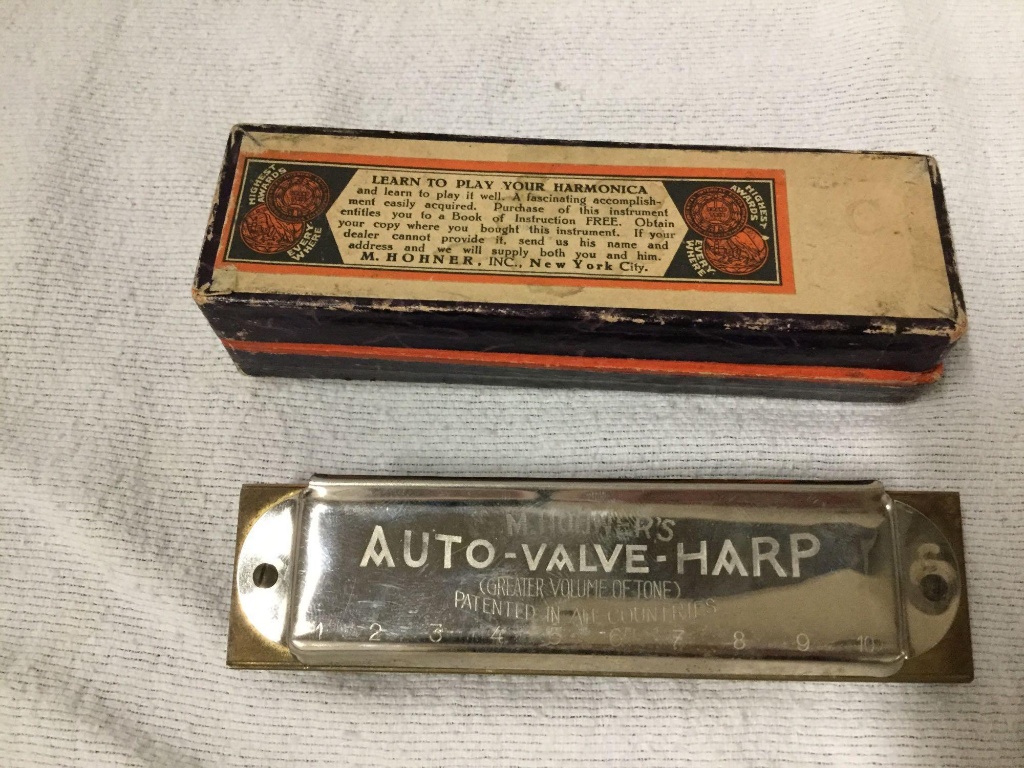 HIGHEST
AWARDS
EVERY
WHERE
LEARN TO PLAY YOUR HARMONICA
and learn to play it well. A fascinating accomplish-
ment easily acquired. Purchase of this instrument
entitles you to a Book of Instruction FREE. Obtain
your copy where you bought this instrument. If your
dealer cannot provide it, send us his name and
address and we will supply both you and him.
M. HOHNER, INC., New York City.
HIGHEST
AWARDS
EVERY-
WHERE
M. HOHNER'S
AUTO-VALVE-HARP
(GREATER VOLUME OF TONE)
PATENTED IN ALL COUNTRIES
1 2 3 4 5 6 7 8 9 10